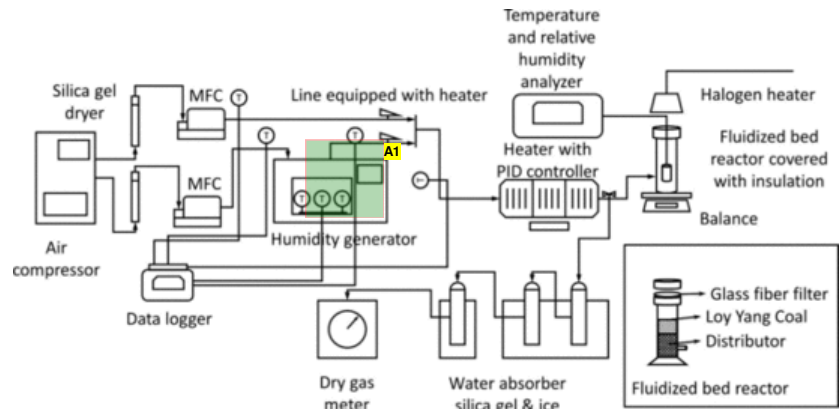 Temperature
and relative
humidity
analyzer
Silica gel
dryer
MFC
T
Line equipped with heater
Halogen heater
T
T
A1
Heater with
PID controller
Fluidized bed
reactor covered
with insulation
MFC
T
T
T
Balance
Air
compressor
Humidity generator
Data logger
Glass fiber filter
Loy Yang Coal
Distributor
Fluidized bed reactor
Dry gas
meter
Water absorber
silica gel & ice